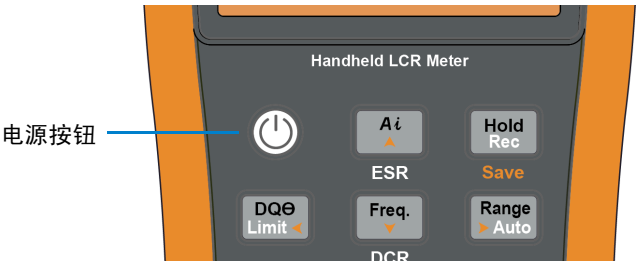 Handheld LCR Meter
电源按钮
Ai
Hold
Rec
ESR
Save
DQΘ
Limit
Freq.
Range
Auto
DCR